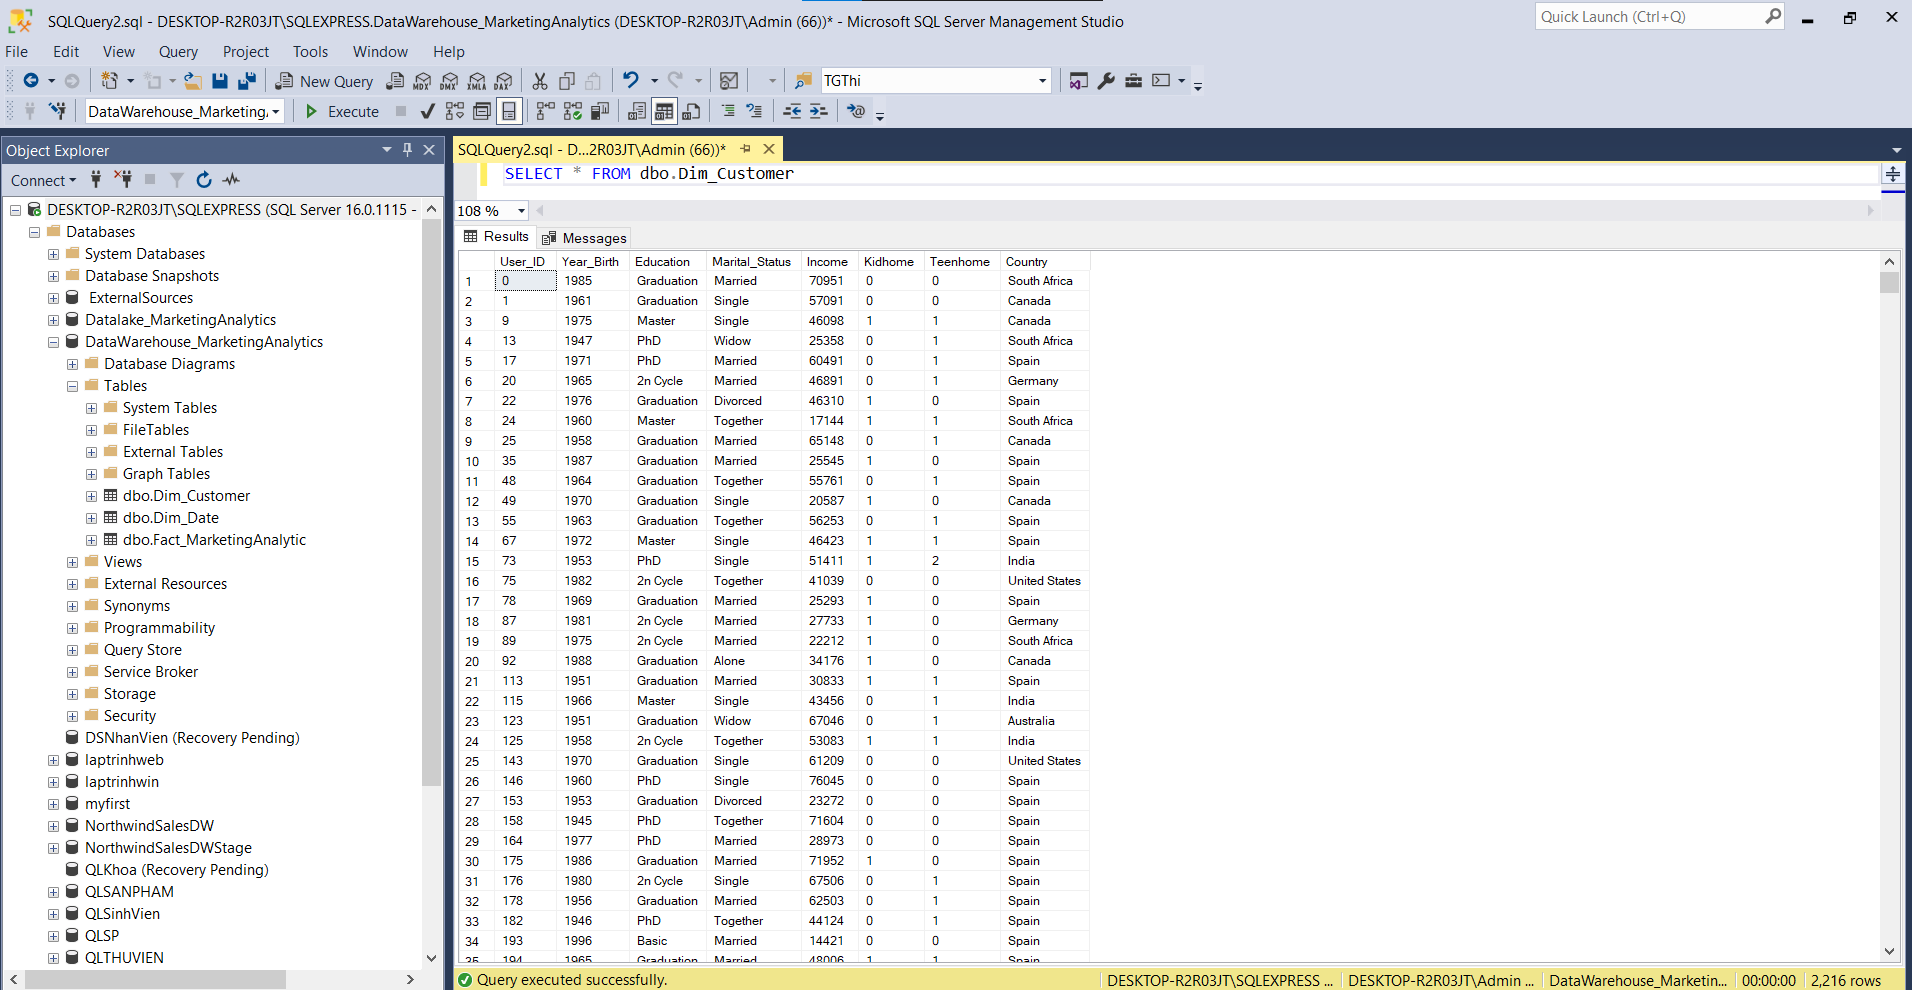 SQLQuery2.sql - DESKTOP-R2R03JT\SQLEXPRESS.DataWarehouse_MarketingAnalytics (DESKTOP-R2R03JT\Admin (66))* - Microsoft SQL Server Management Studio
Quick Launch (Ctrl+Q)
File Edit View Query Project Tools Window Help
New Query MDX DMX XMLA DAX TGThi
DataWarehouse_Marketing Execute
Object Explorer
Connect
DESKTOP-R2R03JT\SQLEXPRESS (SQL Server 16.0.1115 -
Databases
System Databases
Database Snapshots
ExternalSources
Datalake_MarketingAnalytics
DataWarehouse_MarketingAnalytics
Database Diagrams
Tables
System Tables
FileTables
External Tables
Graph Tables
dbo.Dim_Customer
dbo.Dim_Date
dbo.Fact_MarketingAnalytic
Views
External Resources
Synonyms
Programmability
Query Store
Service Broker
Storage
Security
DSNhanVien (Recovery Pending)
laptrinhweb
laptrinhwin
myfirst
NorthwindSalesDW
NorthwindSalesDWStage
QLKhoa (Recovery Pending)
QLSANPHAM
QLSinhVien
QLSP
QLTHUVIEN
SQLQuery2.sql - D...2R03JT\Admin (66))*
SELECT * FROM dbo.Dim_Customer
108 %
Results Messages
User_ID Year_Birth Education Marital_Status Income Kidhome Teenhome Country
1 0 1985 Graduation Married 70951 0 0 South Africa
2 1 1961 Graduation Single 57091 0 0 Canada
3 9 1975 Master Single 46098 1 1 Canada
4 13 1947 PhD Widow 25358 0 1 South Africa
5 17 1971 PhD Married 60491 0 1 Spain
6 20 1965 2n Cycle Married 46891 0 1 Germany
7 22 1976 Graduation Divorced 46310 1 0 Spain
8 24 1960 Master Together 17144 1 1 South Africa
9 25 1958 Graduation Married 65148 0 1 Canada
10 35 1987 Graduation Married 25545 1 0 Spain
11 48 1964 Graduation Together 55761 0 1 Spain
12 49 1970 Graduation Single 20587 1 0 Canada
13 55 1963 Graduation Together 56253 0 1 Spain
14 67 1972 Master Single 46423 1 1 Spain
15 73 1953 PhD Single 51411 1 2 India
16 75 1982 2n Cycle Together 41039 0 0 United States
17 78 1969 Graduation Married 25293 1 0 Spain
18 87 1981 2n Cycle Married 27733 1 0 Germany
19 89 1975 2n Cycle Married 22212 1 0 South Africa
20 92 1988 Graduation Alone 34176 1 0 Canada
21 113 1951 Graduation Married 30833 1 1 Spain
22 115 1966 Master Single 43456 0 1 India
23 123 1951 Graduation Widow 67046 0 1 Australia
24 125 1958 2n Cycle Together 53083 1 1 India
25 143 1970 Graduation Single 61209 0 0 United States
26 146 1960 PhD Single 76045 0 0 Spain
27 153 1953 Graduation Divorced 23272 0 0 Spain
28 158 1945 PhD Together 71604 0 0 Spain
29 164 1977 PhD Married 28973 0 1 Spain
30 175 1986 Graduation Married 71952 1 0 Spain
31 176 1980 2n Cycle Single 67506 0 1 Spain
32 178 1956 Graduation Married 62503 0 1 Spain
33 182 1946 PhD Together 44124 0 1 Spain
34 193 1996 Basic Married 14421 0 0 Spain
35 194 1965 Graduation Married 48006 1 1 Spain
Query executed successfully.
DESKTOP-R2R03JT\SQLEXPRESS ... DESKTOP-R2R03JT\Admin ... DataWarehouse_Marketin... 00:00:00 2,216 rows